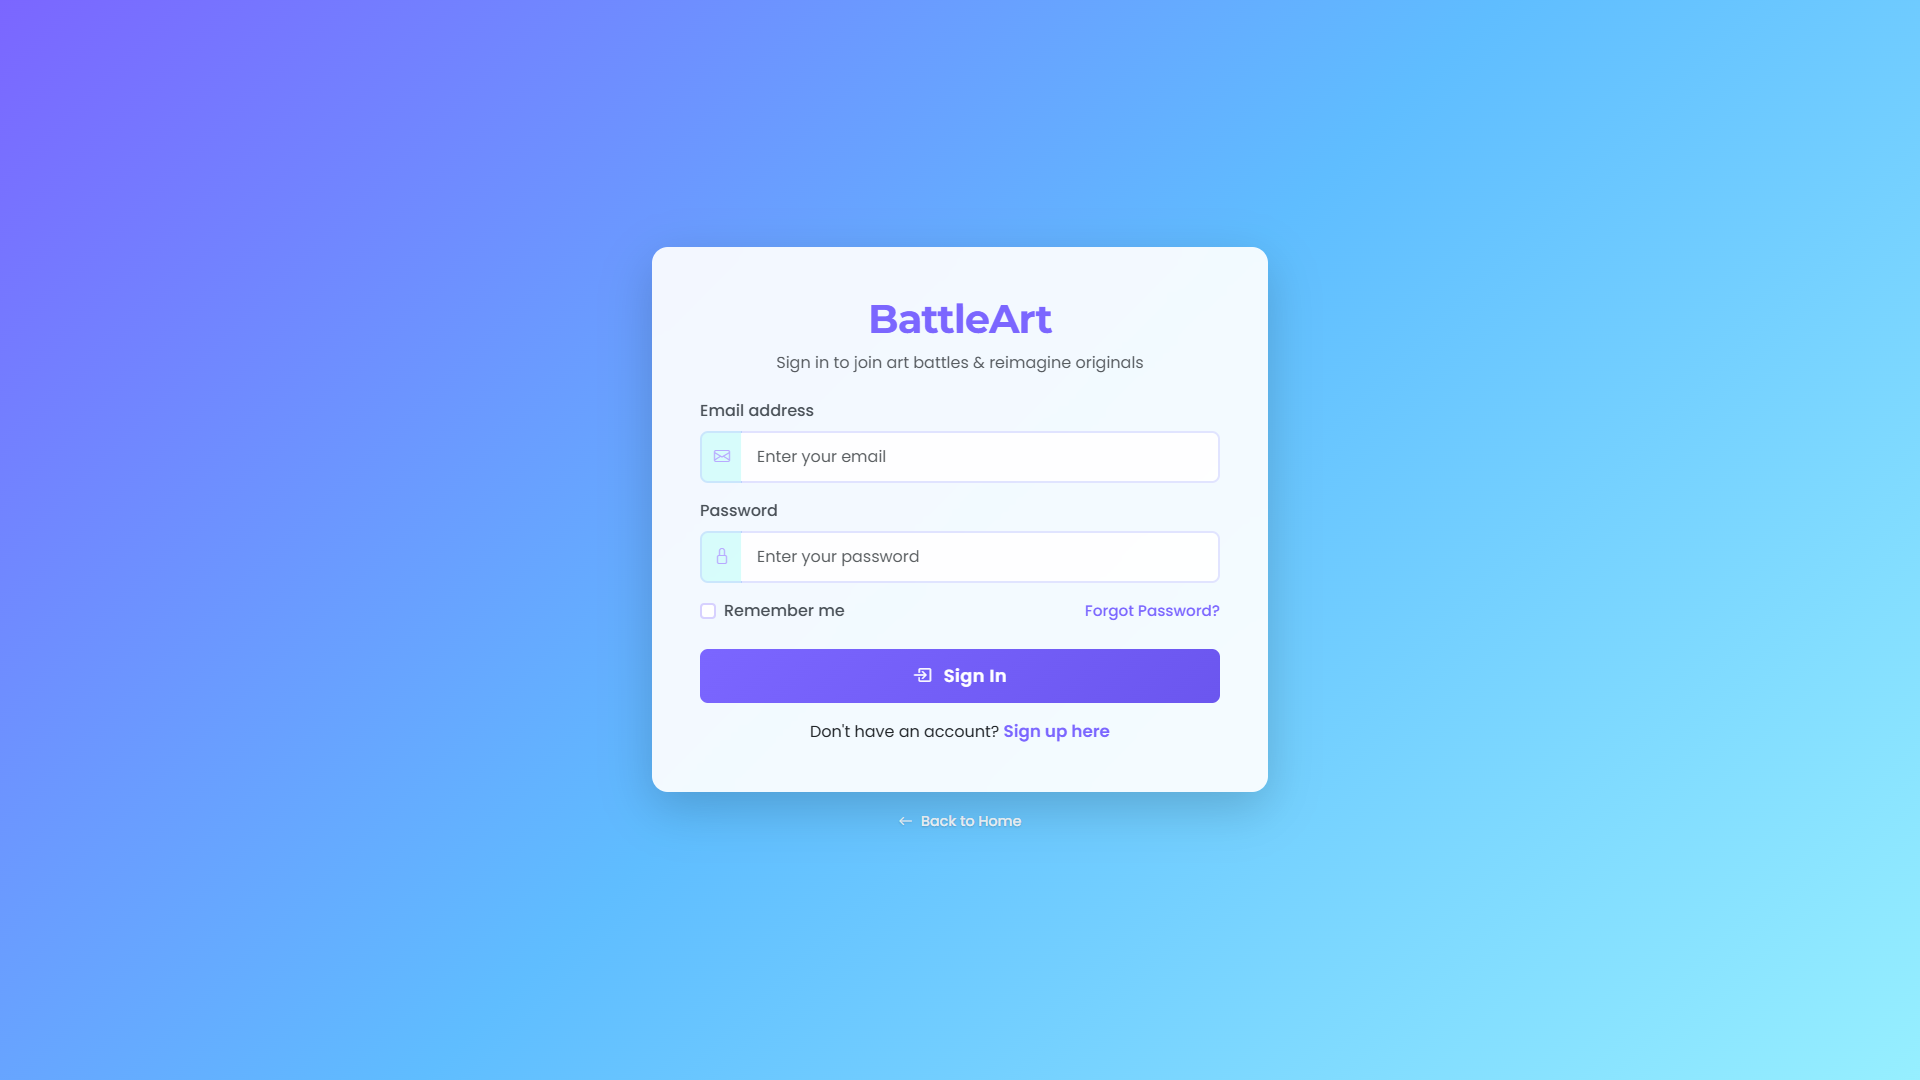 BattleArt
Sign in to join art battles & reimagine originals
Email address
Enter your email
Password
Enter your password
Remember me
Forgot Password?
Sign In
Don't have an account? Sign up here
Back to Home